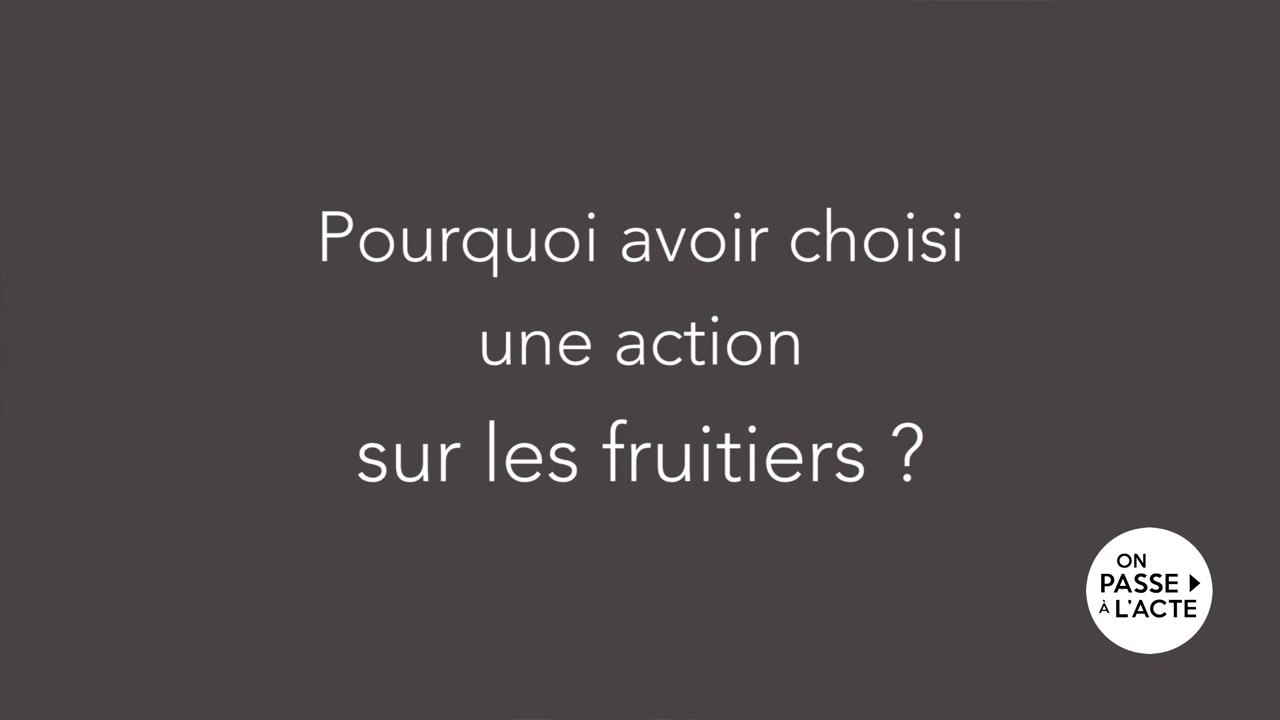 Pourquoi avoir choisi
une action
sur les fruitiers ?
ON
PASSE
À L'ACTE